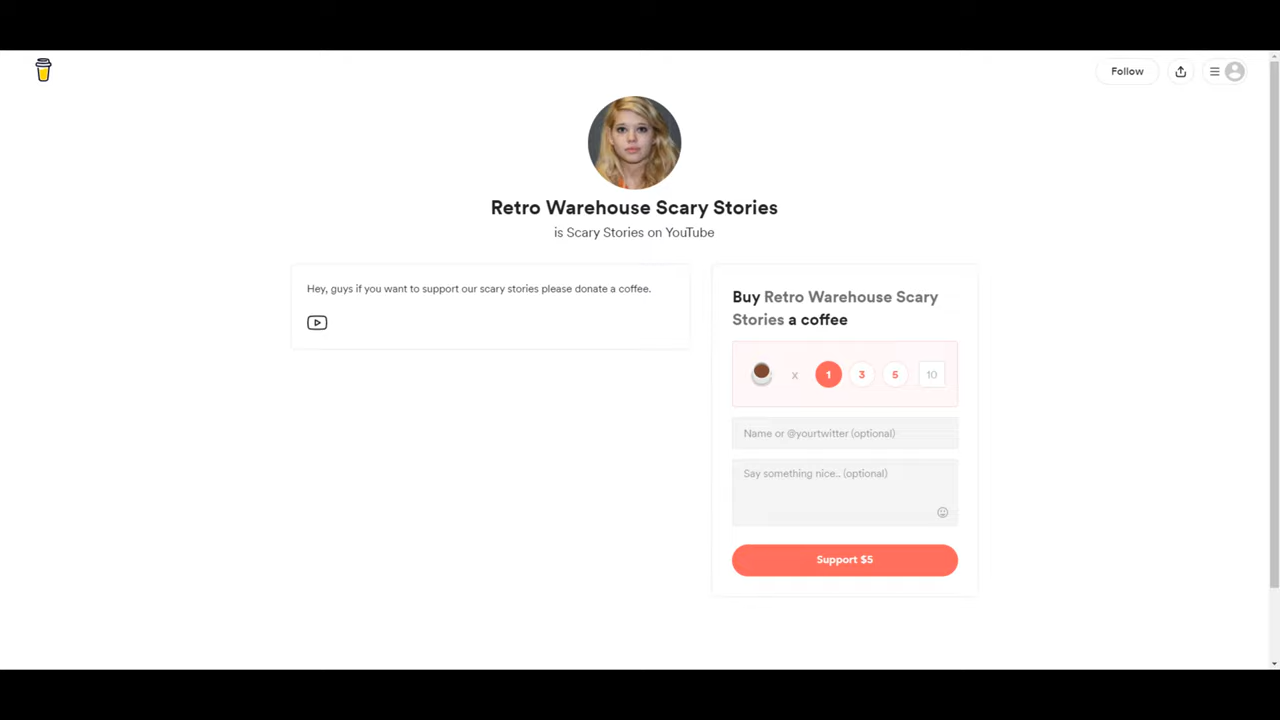 Follow
Retro Warehouse Scary Stories
is Scary Stories on YouTube
Hey, guys if you want to support our scary stories please donate a coffee.
Buy Retro Warehouse Scary
Stories a coffee
x 1 3 5 10
Name or @yourtwitter (optional)
Say something nice.. (optional)
Support $5